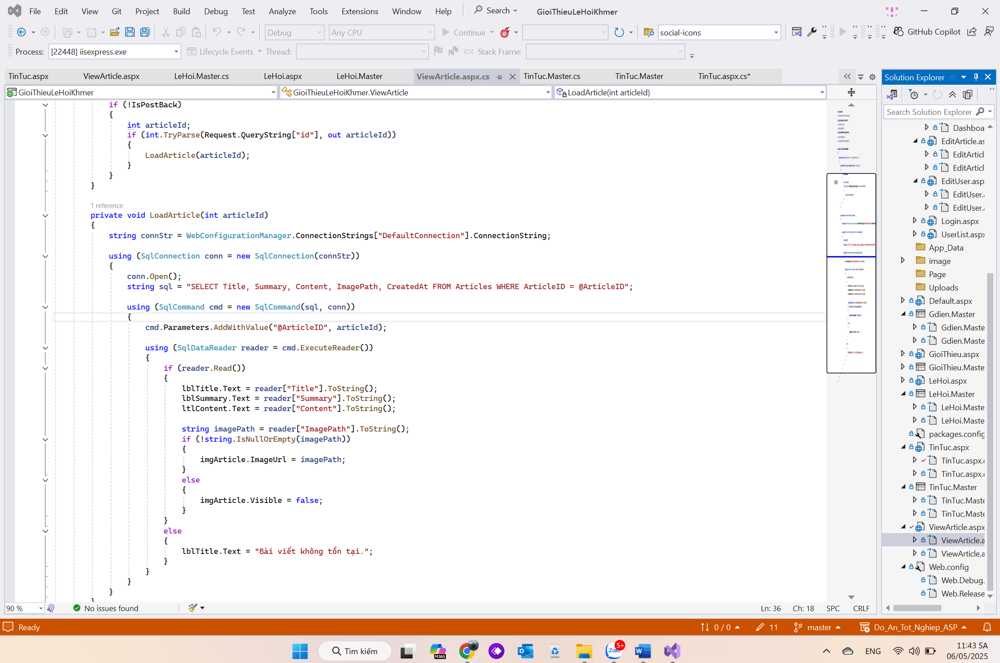 File Edit View Git Project Build Debug Test Analyze Tools Extensions Window Help Search GioiThieuLeHoiKhmer
Debug Any CPU Continue social-icons GitHub Copilot
Process: [22448] iisexpress.exe Lifecycle Events Thread: Stack Frame:
TinTuc.aspx ViewArticle.aspx LeHoi.Master.cs LeHoi.aspx LeHoi.Master ViewArticle.aspx.cs TinTuc.Master.cs TinTuc.Master TinTuc.aspx.cs*
GioiThieuLeHoiKhmer GioiThieuLeHoiKhmer.ViewArticle LoadArticle(int articleId)
if (!IsPostBack)
{
int articleId;
if (int.TryParse(Request.QueryString["id"], out articleId))
{
LoadArticle(articleId);
}
}
}
1 reference
private void LoadArticle(int articleId)
{
string connStr = WebConfigurationManager.ConnectionStrings["DefaultConnection"].ConnectionString;
using (SqlConnection conn = new SqlConnection(connStr))
{
conn.Open();
string sql = "SELECT Title, Summary, Content, ImagePath, CreatedAt FROM Articles WHERE ArticleID = @ArticleID";
using (SqlCommand cmd = new SqlCommand(sql, conn))
{
cmd.Parameters.AddWithValue("@ArticleID", articleId);
using (SqlDataReader reader = cmd.ExecuteReader())
{
if (reader.Read())
{
lblTitle.Text = reader["Title"].ToString();
lblSummary.Text = reader["Summary"].ToString();
ltlContent.Text = reader["Content"].ToString();
string imagePath = reader["ImagePath"].ToString();
if (!string.IsNullOrEmpty(imagePath))
{
imgArticle.ImageUrl = imagePath;
}
else
{
imgArticle.Visible = false;
}
}
else
{
lblTitle.Text = "Bài viết không tồn tại.";
}
}
}
}
}
90 % No issues found Ln: 36 Ch: 18 SPC CRLF
Solution Explorer
Search Solution Explorer
Dashboa
EditArticle.as
EditArticl
EditArticl
EditUser.asp
EditUser.
EditUser.
Login.aspx
UserList.aspx
App_Data
image
Page
Uploads
Default.aspx
Gdien.Master
Gdien.Maste
Gdien.Maste
GioiThieu.aspx
GioiThieu.Maste
LeHoi.aspx
LeHoi.Master
LeHoi.Maste
LeHoi.Maste
packages.config
TinTuc.aspx
TinTuc.aspx.
TinTuc.aspx.
TinTuc.Master
TinTuc.Maste
TinTuc.Maste
ViewArticle.aspx
ViewArticle.a
ViewArticle.a
Web.config
Web.Debug.
Web.Release
Ready 0 / 0 11 master Do_An_Tot_Nghiep_ASP
Tìm kiếm M365 Zalo 5+ ENG 11:43 SA
06/05/2025